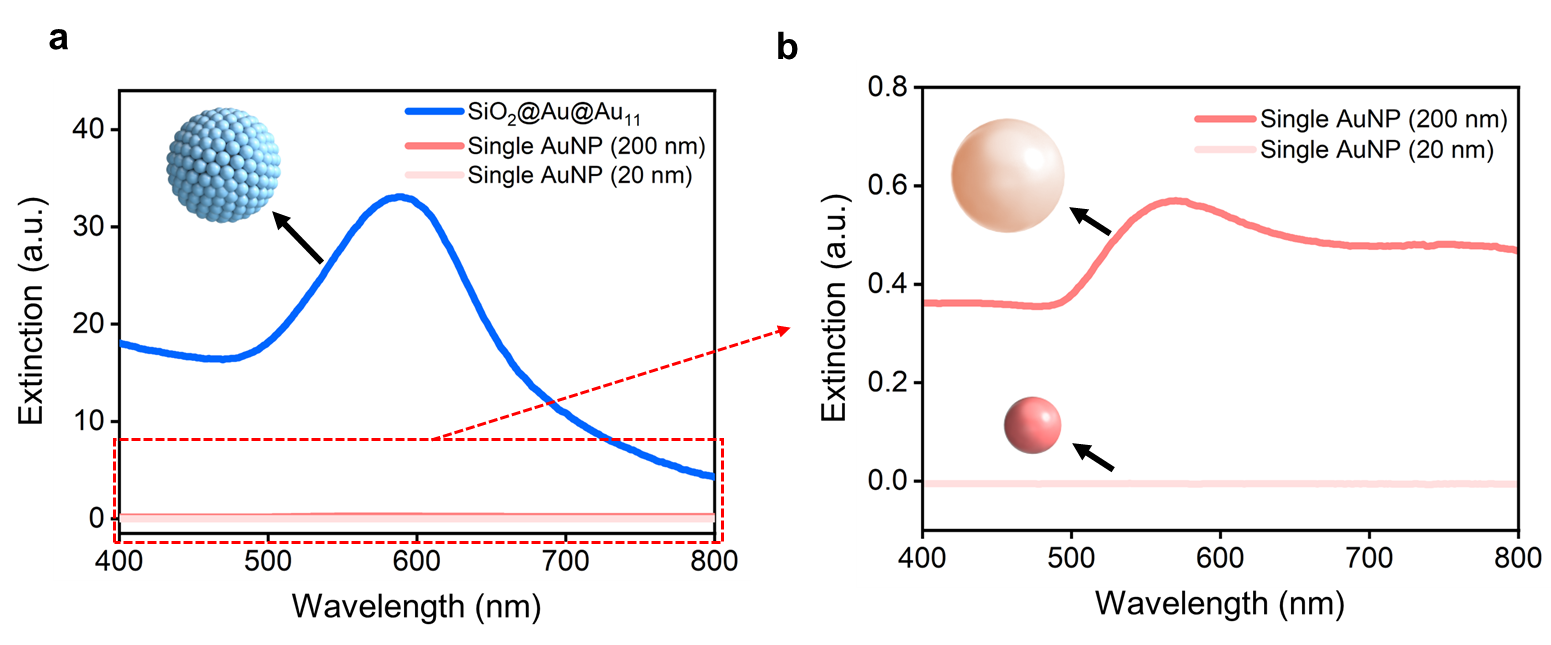 a
SiO₂@Au@Au₁₁
Single AuNP (200 nm)
Single AuNP (20 nm)
Extinction (a.u.)
40
30
20
10
0
400 500 600 700 800
Wavelength (nm)
b
Single AuNP (200 nm)
Single AuNP (20 nm)
Extinction (a.u.)
0.8
0.6
0.4
0.2
0.0
400 500 600 700 800
Wavelength (nm)